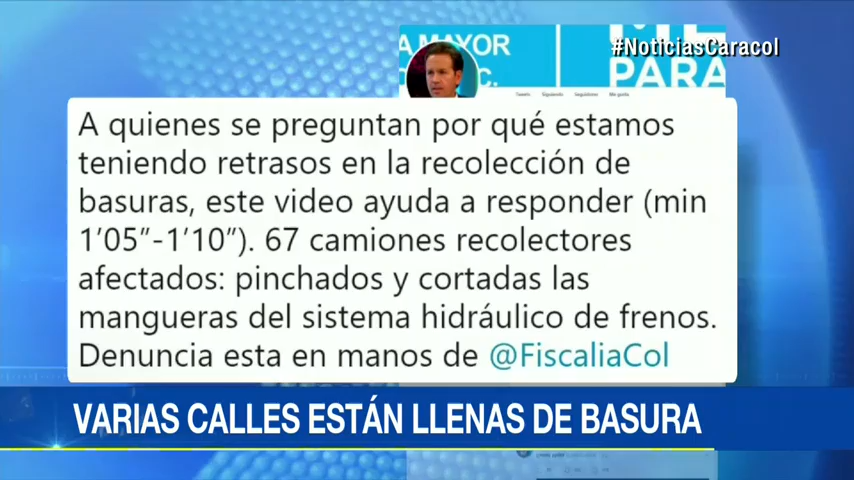 #NoticiasCaracol
A MAYOR
C.
PARA
A quienes se preguntan por qué estamos
teniendo retrasos en la recolección de
basuras, este video ayuda a responder (min
1’05”-1’10”). 67 camiones recolectores
afectados: pinchados y cortadas las
mangueras del sistema hidráulico de frenos.
Denuncia esta en manos de @FiscaliaCol
VARIAS CALLES ESTÁN LLENAS DE BASURA